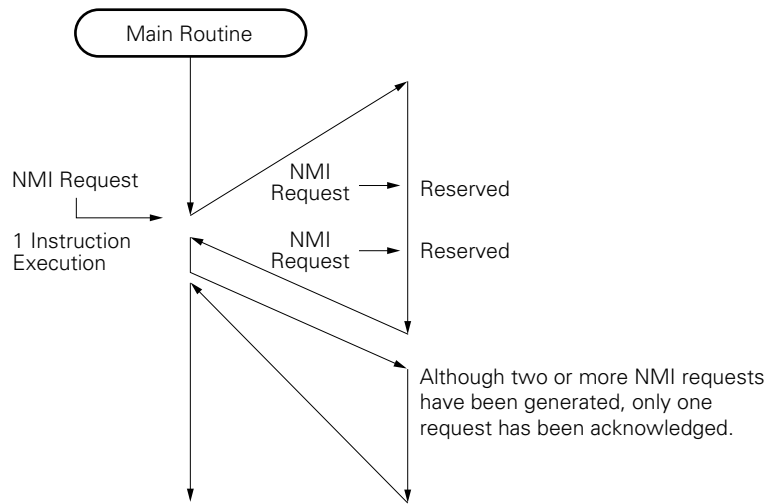 Main Routine
NMI Request
1 Instruction
Execution
NMI
Request
Reserved
NMI
Request
Reserved
Although two or more NMI requests
have been generated, only one
request has been acknowledged.